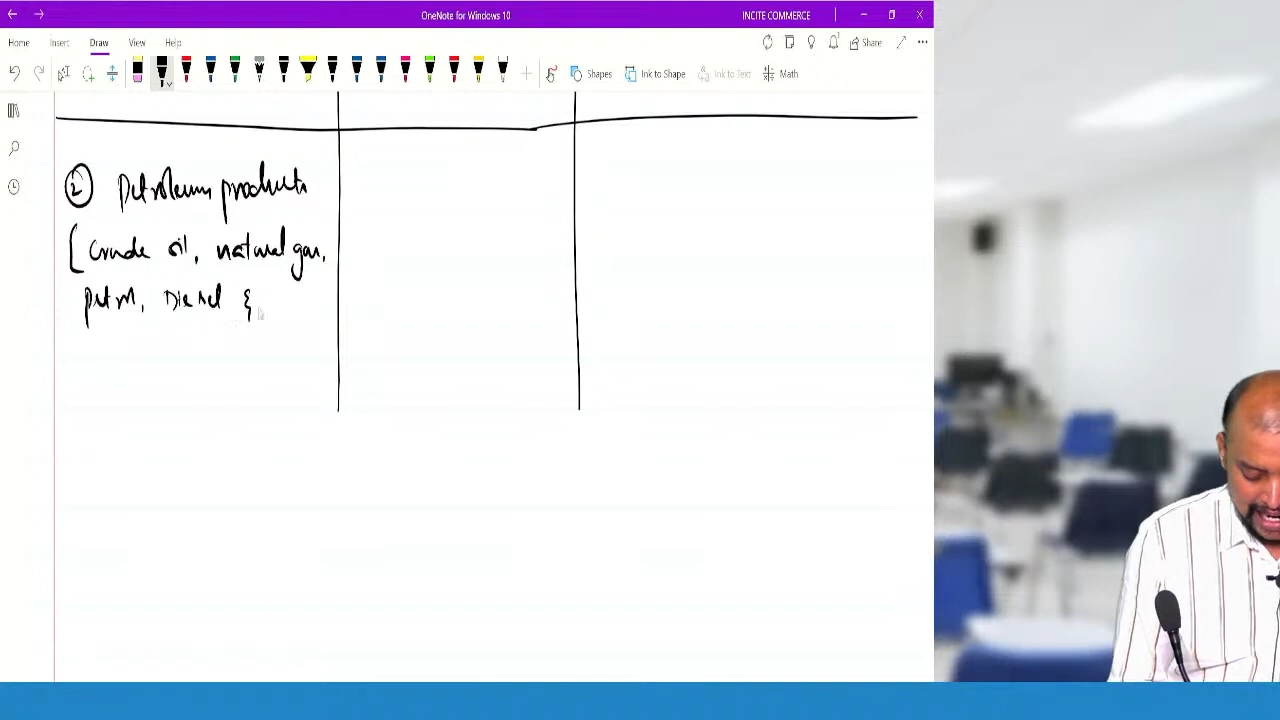 OneNote for Windows 10
INCITE COMMERCE
Home Insert Draw View Help
Share
Shapes Ink to Shape Ink to Text Math
② Petroleum products
[crude oil, natural gas,
petrol, Diesel &